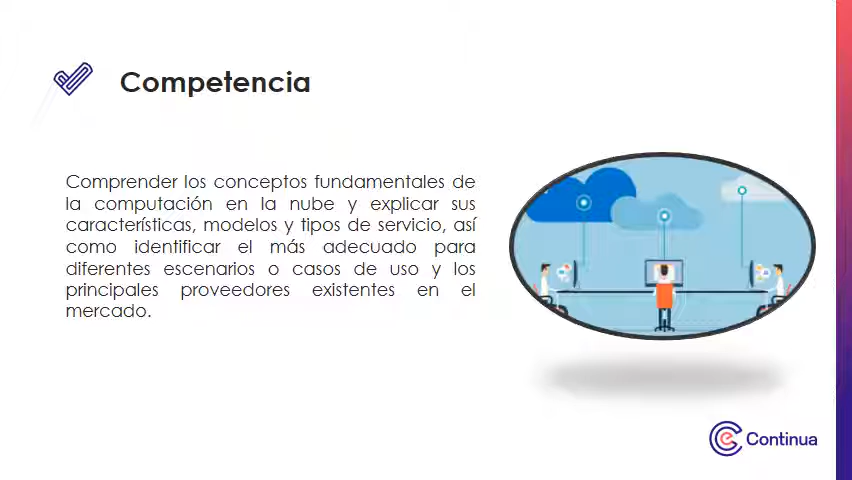 Competencia
Comprender los conceptos fundamentales de
la computación en la nube y explicar sus
características, modelos y tipos de servicio, así
como identificar el más adecuado para
diferentes escenarios o casos de uso y los
principales proveedores existentes en el
mercado.
Continua